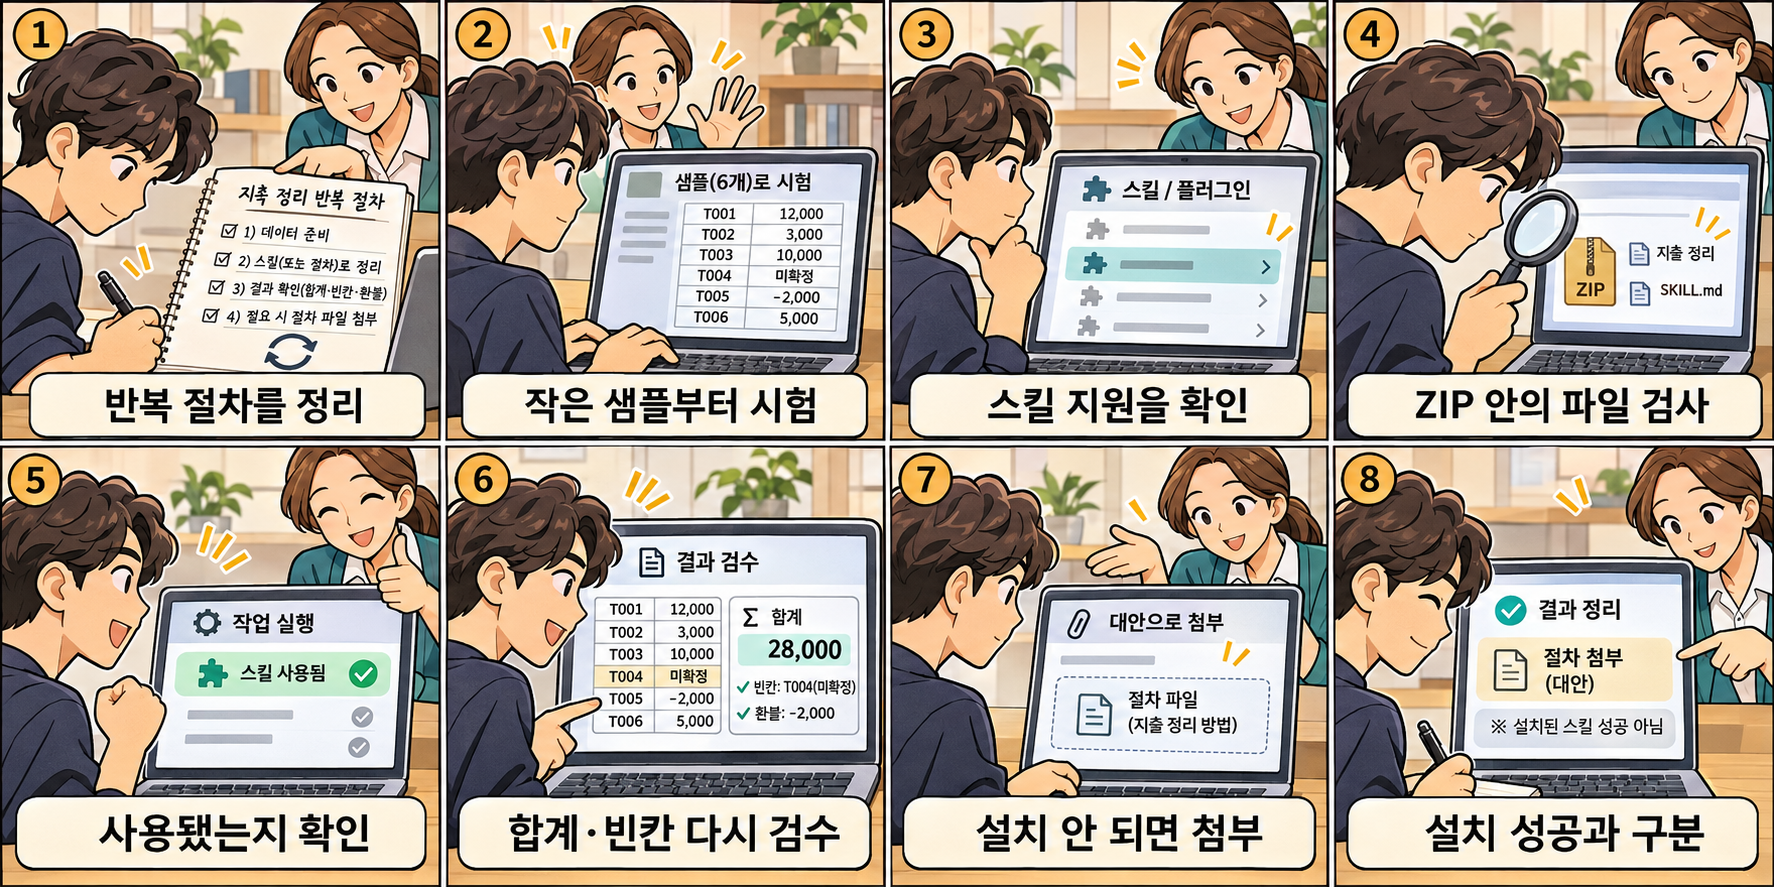 1
지촉 정리 반복 절차
1) 데이터 준비
2) 스킬(또노 절차)로 정리
3) 결과 확인(합게·빈칸·환불)
4) 절요 시 절차 파일 첨부
반복 절차를 정리
2
샘플(6개)로 시험
T001 12,000
T002 3,000
T003 10,000
T004 미확정
T005 -2,000
T006 5,000
작은 샘플부터 시험
3
스킬 / 플러그인
스킬 지원을 확인
4
ZIP
지출 정리
SKILL.md
ZIP 안의 파일 검사
5
작업 실행
스킬 사용됨
사용됐는지 확인
6
결과 검수
T001 12,000
T002 3,000
T003 10,000
T004 미확정
T005 -2,000
T006 5,000
Σ 합계
28,000
빈칸: T004(미확정)
환불: -2,000
합계·빈칸 다시 검수
7
대안으로 첨부
절차 파일
(지출 정리 방법)
설치 안 되면 첨부
8
결과 정리
절차 첨부
(대안)
※ 설치된 스킬 성공 아님
설치 성공과 구분